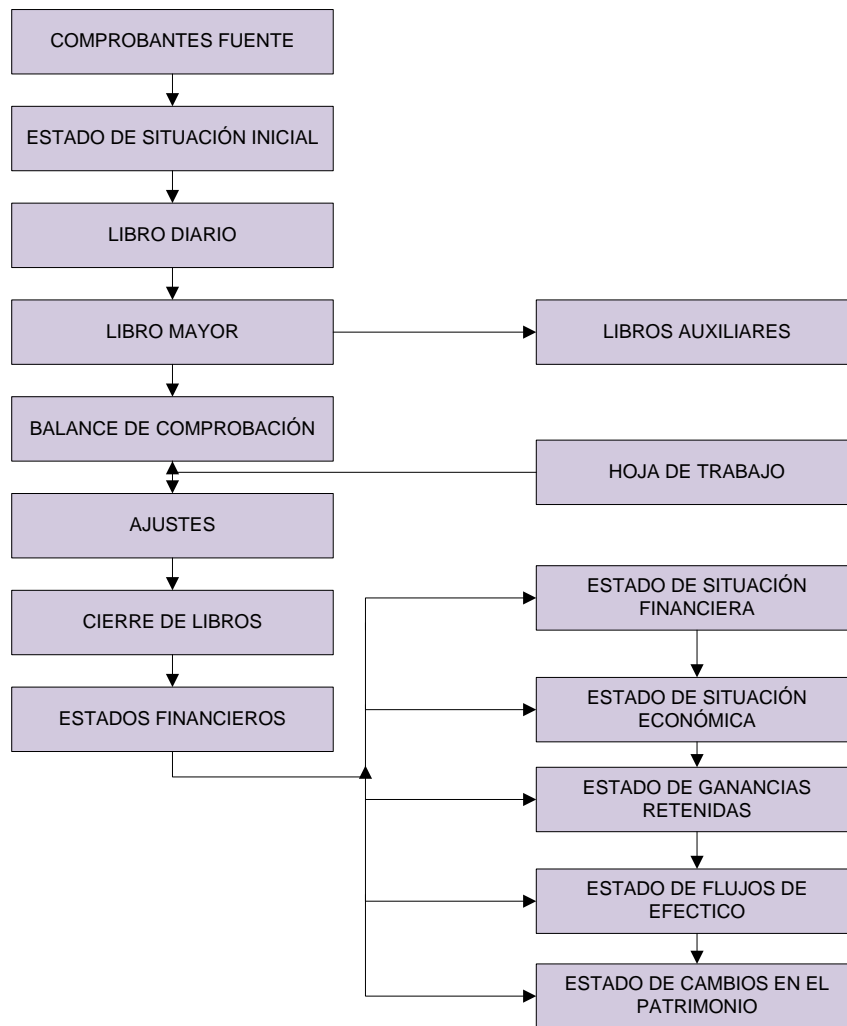 COMPROBANTES FUENTE
ESTADO DE SITUACIÓN INICIAL
LIBRO DIARIO
LIBRO MAYOR
LIBROS AUXILIARES
BALANCE DE COMPROBACIÓN
HOJA DE TRABAJO
AJUSTES
CIERRE DE LIBROS
ESTADOS FINANCIEROS
ESTADO DE SITUACIÓN
FINANCIERA
ESTADO DE SITUACIÓN
ECONÓMICA
ESTADO DE GANANCIAS
RETENIDAS
ESTADO DE FLUJOS DE
EFECTICO
ESTADO DE CAMBIOS EN EL
PATRIMONIO